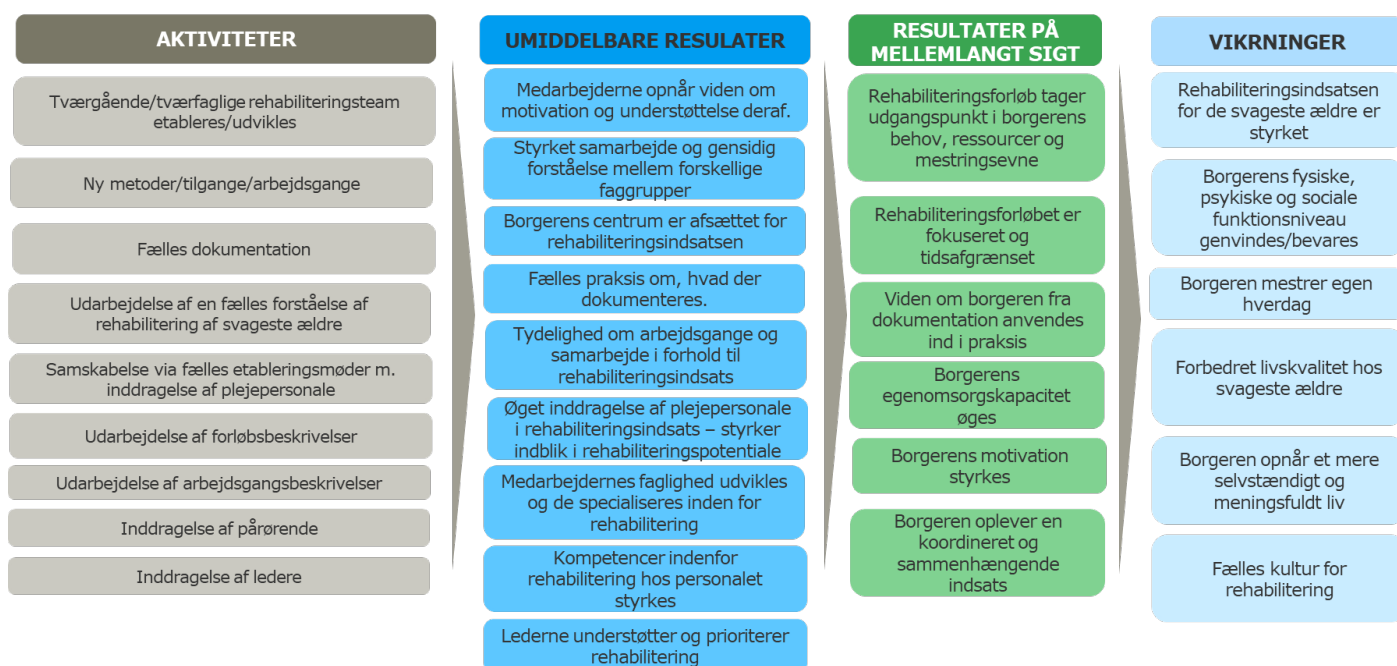 AKTIVITETER
Tværgående/tværfaglige rehabiliteringsteam
etableres/udvikles
Ny metoder/tilgange/arbejdsgange
Fælles dokumentation
Udarbejdelse af en fælles forståelse af
rehabilitering af svageste ældre
Samskabelse via fælles etableringsmøder m.
inddragelse af plejepersonale
Udarbejdelse af forløbsbeskrivelser
Udarbejdelse af arbejdsgangsbeskrivelser
Inddragelse af pårørende
Inddragelse af ledere
UMIDDELBARE RESULATER
Medarbejderne opnår viden om
motivation og understøttelse deraf.
Styrket samarbejde og gensidig
forståelse mellem forskellige
faggrupper
Borgerens centrum er afsættet for
rehabiliteringsindsatsen
Fælles praksis om, hvad der
dokumenteres.
Tydelighed om arbejdsgange og
samarbejde i forhold til
rehabiliteringsindsats
Øget inddragelse af plejepersonale
i rehabiliteringsindsats – styrker
indblik i rehabiliteringspotentiale
Medarbejdernes faglighed udvikles
og de specialiseres inden for
rehabilitering
Kompetencer indenfor
rehabilitering hos personalet
styrkes
Lederne understøtter og prioriterer
rehabilitering
RESULTATER PÅ
MELLEMLANGT SIGT
Rehabiliteringsforløb tager
udgangspunkt i borgerens
behov, ressourcer og
mestringsevne
Rehabiliteringsforløbet er
fokuseret og
tidsafgrænset
Viden om borgeren fra
dokumentation anvendes
ind i praksis
Borgerens
egenomsorgskapacitet
øges
Borgerens motivation
styrkes
Borgeren oplever en
koordineret og
sammenhængende
indsats
VIKRNINGER
Rehabiliteringsindsatsen
for de svageste ældre er
styrket
Borgerens fysiske,
psykiske og sociale
funktionsniveau
genvindes/bevares
Borgeren mestrer egen
hverdag
Forbedret livskvalitet hos
svageste ældre
Borgeren opnår et mere
selvstændigt og
meningsfuldt liv
Fælles kultur for
rehabilitering